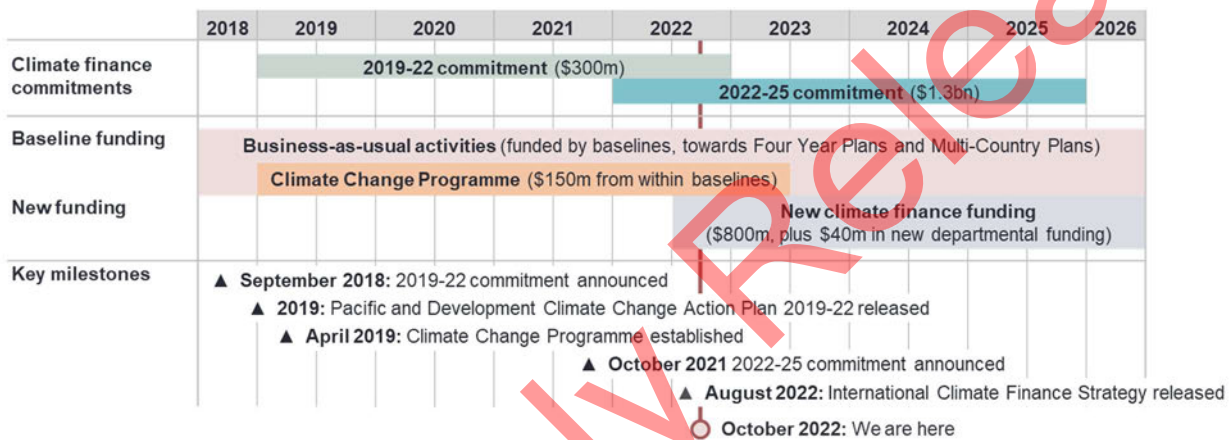 2018 2019 2020 2021 2022 2023 2024 2025 2026
Climate finance
commitments
2019-22 commitment ($300m)
2022-25 commitment ($1.3bn)
Baseline funding
Business-as-usual activities (funded by baselines, towards Four Year Plans and Multi-Country Plans)
Climate Change Programme ($150m from within baselines)
New funding
New climate finance funding
($800m, plus $40m in new departmental funding)
Key milestones
▲ September 2018: 2019-22 commitment announced
▲ 2019: Pacific and Development Climate Change Action Plan 2019-22 released
▲ April 2019: Climate Change Programme established
▲ October 2021 2022-25 commitment announced
▲ August 2022: International Climate Finance Strategy released
October 2022: We are here
ly Relea